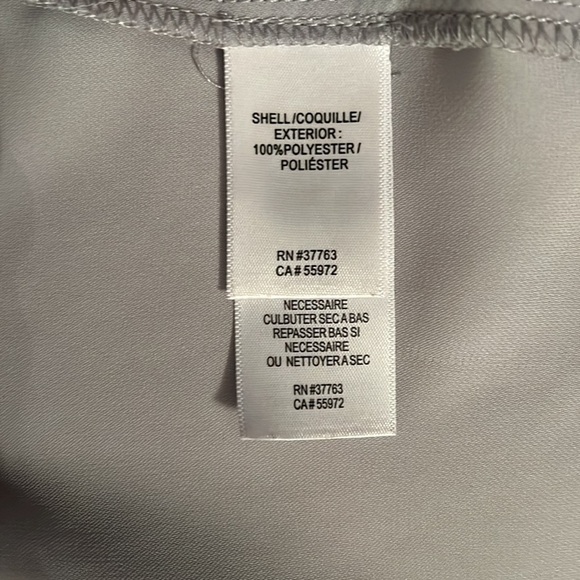 SHELL/COQUILLE/
EXTERIOR:
100%POLYESTER/
POLIÉSTER
RN #37763
CA# 55972
NECESSAIRE
CULBUTER SEC A BAS
REPASSER BAS SI
NECESSAIRE
OU NETTOYER A SEC
RN #37763
CA# 55972